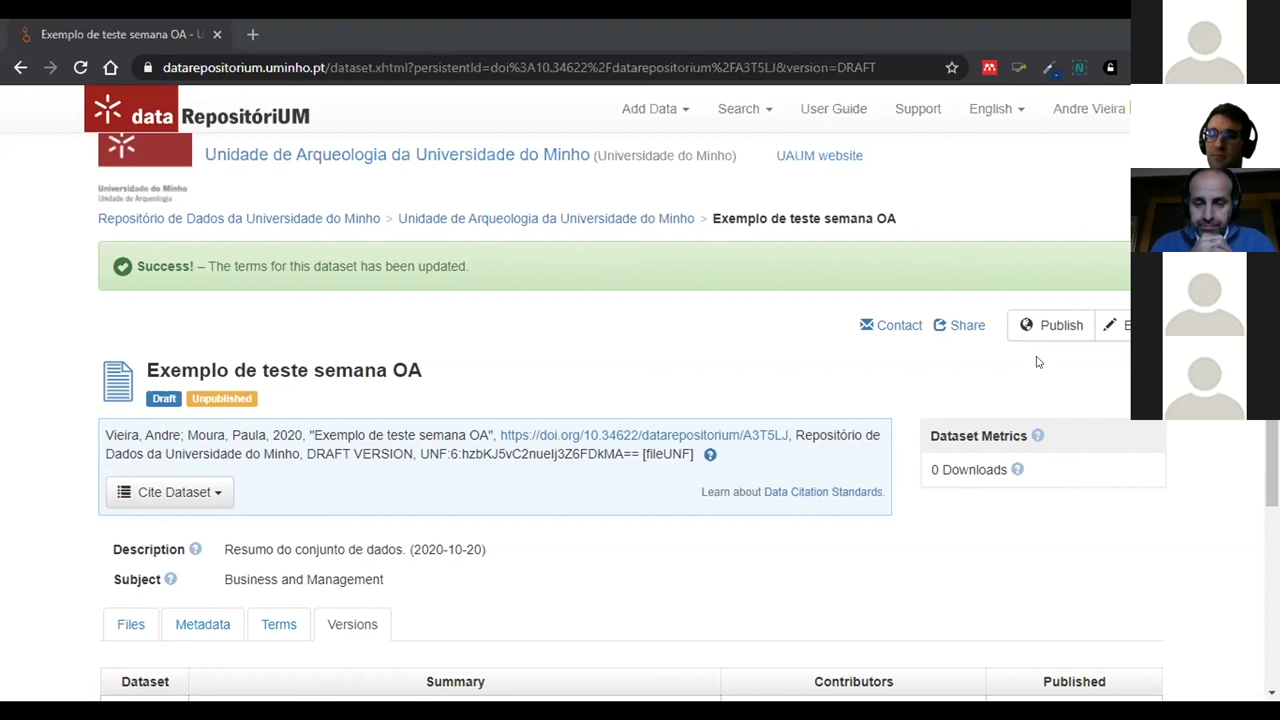 Exemplo de teste semana OA - U
datarepositorium.uminho.pt/dataset.xhtml?persistentId=doi%3A10.34622%2Fdatarepositorium%2FA3T5LJ&version=DRAFT
data RepositóriUM
Add Data Search User Guide Support English Andre Vieira
Unidade de Arqueologia da Universidade do Minho (Universidade do Minho) UAUM website
Universidade do Minho
Unidade de Arqueologia
Repositório de Dados da Universidade do Minho > Unidade de Arqueologia da Universidade do Minho > Exemplo de teste semana OA
Success! – The terms for this dataset has been updated.
Contact Share Publish E
Exemplo de teste semana OA
Draft Unpublished
Vieira, Andre; Moura, Paula, 2020, "Exemplo de teste semana OA", https://doi.org/10.34622/datarepositorium/A3T5LJ, Repositório de
Dados da Universidade do Minho, DRAFT VERSION, UNF:6:hzbKJ5vC2nueIj3Z6FDkMA== [fileUNF]
Cite Dataset Learn about Data Citation Standards.
Dataset Metrics
0 Downloads
Description Resumo do conjunto de dados. (2020-10-20)
Subject Business and Management
Files Metadata Terms Versions
Dataset Summary Contributors Published